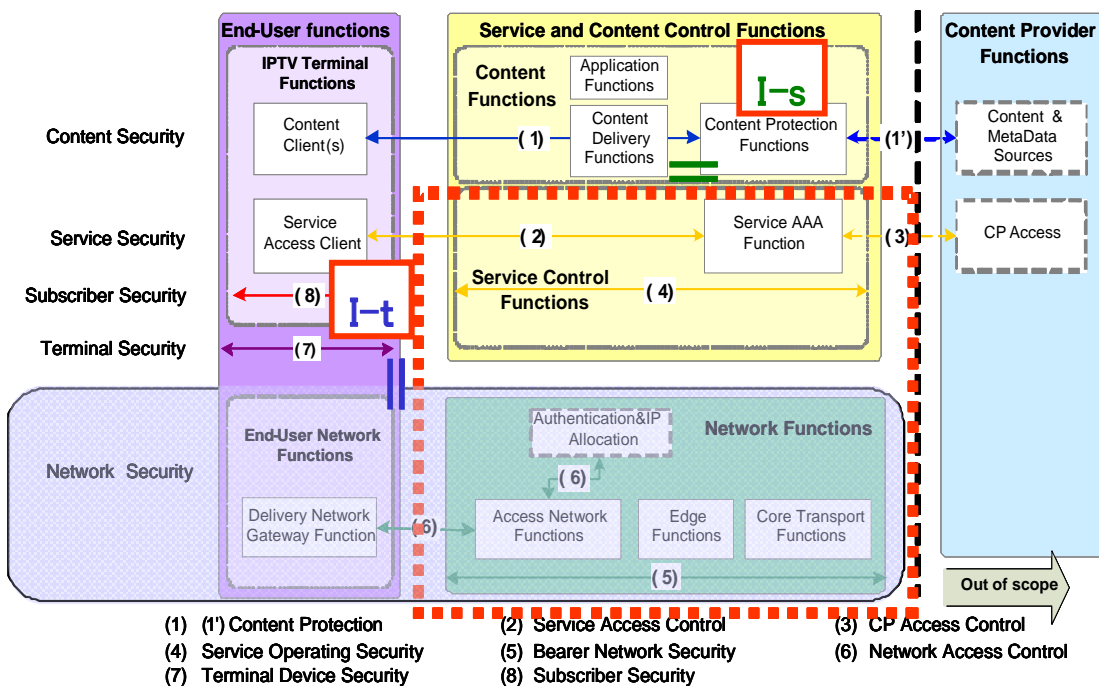 End-User functions
Service and Content Control Functions
Content Provider
Functions
IPTV Terminal
Functions
Content
Functions
Application
Functions
I-s
Content Security
Content
Client(s)
(1)
Content
Delivery
Functions
Content Protection
Functions
(1')
Content &
MetaData
Sources
Service Security
Service
Access Client
(2)
Service AAA
Function
(3)
CP Access
Subscriber Security
(8)
I-t
Service Control
Functions
(4)
Terminal Security
(7)
Network Security
End-User Network
Functions
Authentication&IP
Allocation
Network Functions
(6)
Delivery Network
Gateway Function
(6)
Access Network
Functions
Edge
Functions
Core Transport
Functions
(5)
Out of scope
(1) (1') Content Protection
(2) Service Access Control
(3) CP Access Control
(4) Service Operating Security
(5) Bearer Network Security
(6) Network Access Control
(7) Terminal Device Security
(8) Subscriber Security